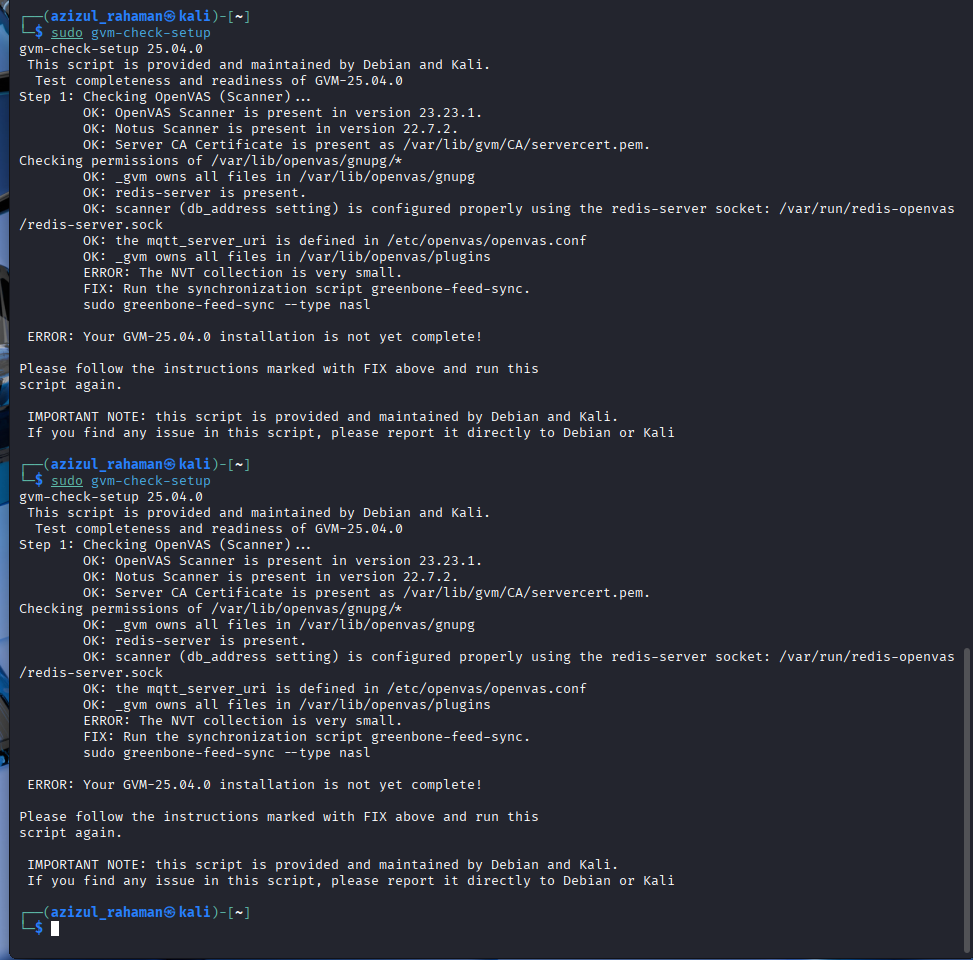 ┌──(azizul_rahaman㉿kali)-[~]
└─$ sudo gvm-check-setup
gvm-check-setup 25.04.0
 This script is provided and maintained by Debian and Kali.
  Test completeness and readiness of GVM-25.04.0
Step 1: Checking OpenVAS (Scanner)...
        OK: OpenVAS Scanner is present in version 23.23.1.
        OK: Notus Scanner is present in version 22.7.2.
        OK: Server CA Certificate is present as /var/lib/gvm/CA/servercert.pem.
Checking permissions of /var/lib/openvas/gnupg/*
        OK: _gvm owns all files in /var/lib/openvas/gnupg
        OK: redis-server is present.
        OK: scanner (db_address setting) is configured properly using the redis-server socket: /var/run/redis-openvas
/redis-server.sock
        OK: the mqtt_server_uri is defined in /etc/openvas/openvas.conf
        OK: _gvm owns all files in /var/lib/openvas/plugins
        ERROR: The NVT collection is very small.
        FIX: Run the synchronization script greenbone-feed-sync.
        sudo greenbone-feed-sync --type nasl

 ERROR: Your GVM-25.04.0 installation is not yet complete!

Please follow the instructions marked with FIX above and run this
script again.

 IMPORTANT NOTE: this script is provided and maintained by Debian and Kali.
 If you find any issue in this script, please report it directly to Debian or Kali

┌──(azizul_rahaman㉿kali)-[~]
└─$ sudo gvm-check-setup
gvm-check-setup 25.04.0
 This script is provided and maintained by Debian and Kali.
  Test completeness and readiness of GVM-25.04.0
Step 1: Checking OpenVAS (Scanner)...
        OK: OpenVAS Scanner is present in version 23.23.1.
        OK: Notus Scanner is present in version 22.7.2.
        OK: Server CA Certificate is present as /var/lib/gvm/CA/servercert.pem.
Checking permissions of /var/lib/openvas/gnupg/*
        OK: _gvm owns all files in /var/lib/openvas/gnupg
        OK: redis-server is present.
        OK: scanner (db_address setting) is configured properly using the redis-server socket: /var/run/redis-openvas
/redis-server.sock
        OK: the mqtt_server_uri is defined in /etc/openvas/openvas.conf
        OK: _gvm owns all files in /var/lib/openvas/plugins
        ERROR: The NVT collection is very small.
        FIX: Run the synchronization script greenbone-feed-sync.
        sudo greenbone-feed-sync --type nasl

 ERROR: Your GVM-25.04.0 installation is not yet complete!

Please follow the instructions marked with FIX above and run this
script again.

 IMPORTANT NOTE: this script is provided and maintained by Debian and Kali.
 If you find any issue in this script, please report it directly to Debian or Kali

┌──(azizul_rahaman㉿kali)-[~]
└─$